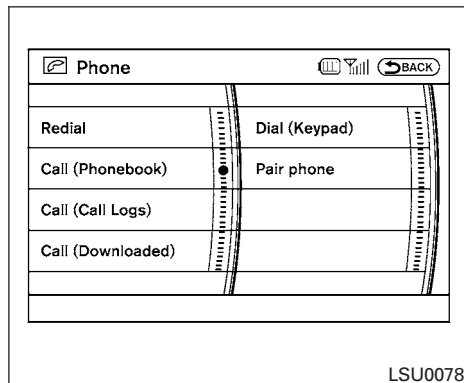 Phone
BACK
Redial
Call (Phonebook)
Call (Call Logs)
Call (Downloaded)
Dial (Keypad)
Pair phone
LSU0078